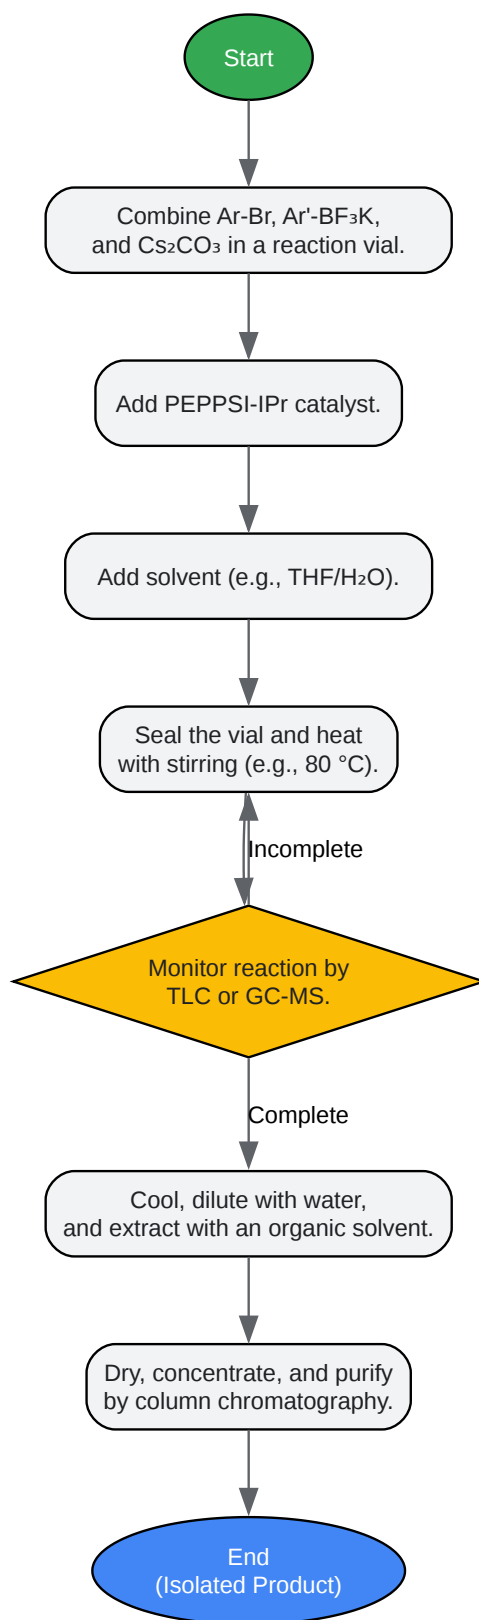 Start
Combine Ar-Br, Ar'-BF₃K,
and Cs₂CO₃ in a reaction vial.
Add PEPPSI-IPr catalyst.
Add solvent (e.g., THF/H₂O).
Seal the vial and heat
with stirring (e.g., 80 °C).
Incomplete
Monitor reaction by
TLC or GC-MS.
Complete
Cool, dilute with water,
and extract with an organic solvent.
Dry, concentrate, and purify
by column chromatography.
End
(Isolated Product)